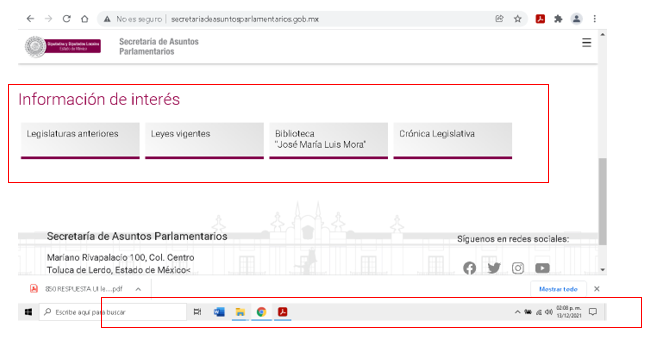 No es seguro | secretariadeasuntosparlamentarios.gob.mx
Diputados y Diputadas Locales
Estado de México
Secretaría de Asuntos
Parlamentarios
Información de interés
Legislaturas anteriores
Leyes vigentes
Biblioteca
"José María Luis Mora"
Crónica Legislativa
Secretaría de Asuntos Parlamentarios
Síguenos en redes sociales:
Mariano Rivapalacio 100, Col. Centro
Toluca de Lerdo, Estado de México<
850 RESPUESTA UI le....pdf
Mostrar todo
Escribe aquí para buscar
02:08 p. m.
13/12/2021